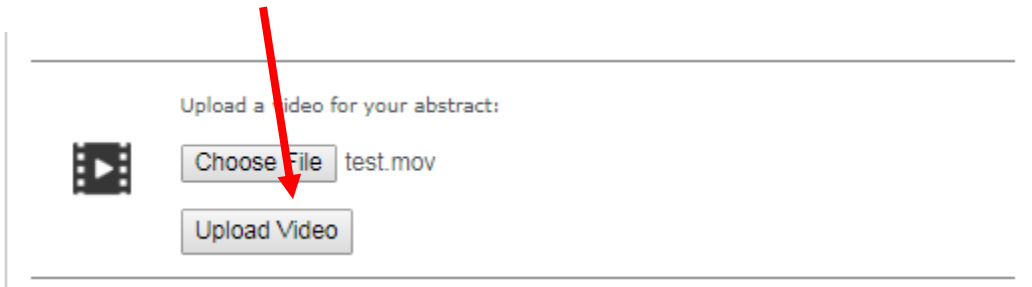 Upload a video for your abstract:
Choose File test.mov
Upload Video